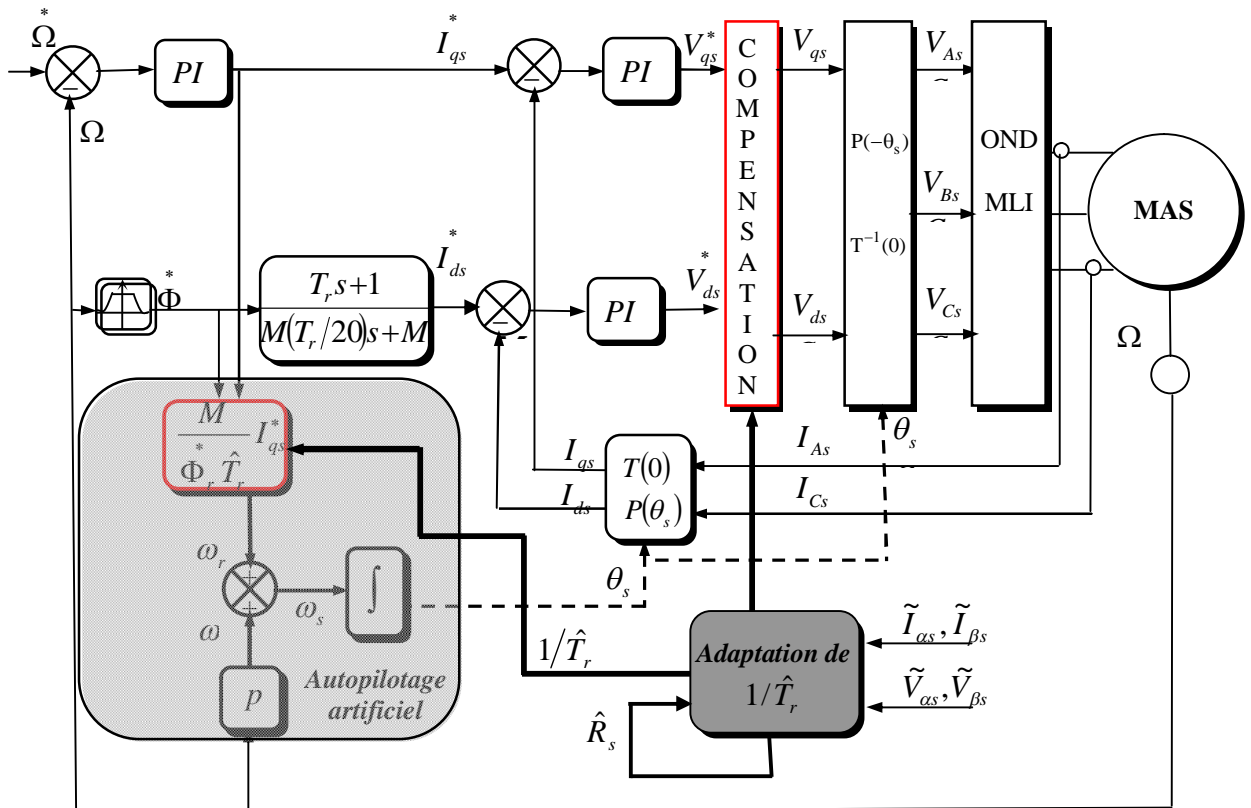 Ω*
PI
I*qs
PI
V*qs
Vqs
VAs
~
-
-
Ω
COMPENSATION
P(−θs)
T⁻¹(0)
OND
MLI
VBs
~
MAS
Φ*
Trs+1
M(Tr/20)s+M
I*ds
PI
V*ds
Vds
~
VCs
~
-
Ω
M
Φ*r T̂r
I*qs
Iqs
Ids
T(0)
P(θs)
IAs
~
ICs
θs
ωr
+
+
ω
ωs
∫
θs
p
Autopilotage
artificiel
1/T̂r
Adaptation de
1/T̂r
R̂s
Ĩαs, Ĩβs
Ṽαs, Ṽβs